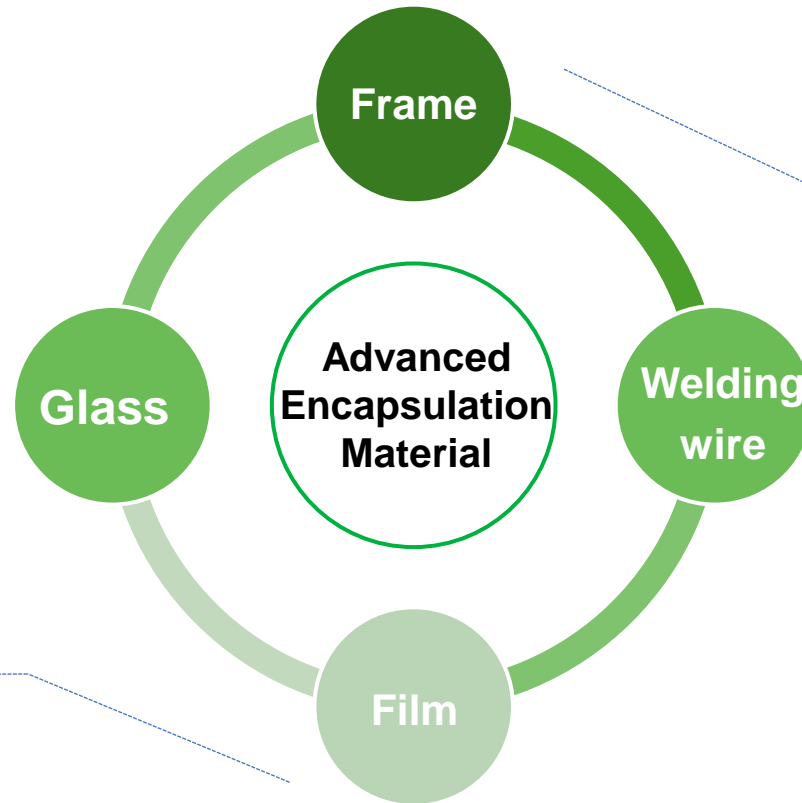 Frame
Advanced
Encapsulation
Material
Glass
Welding
wire
Film